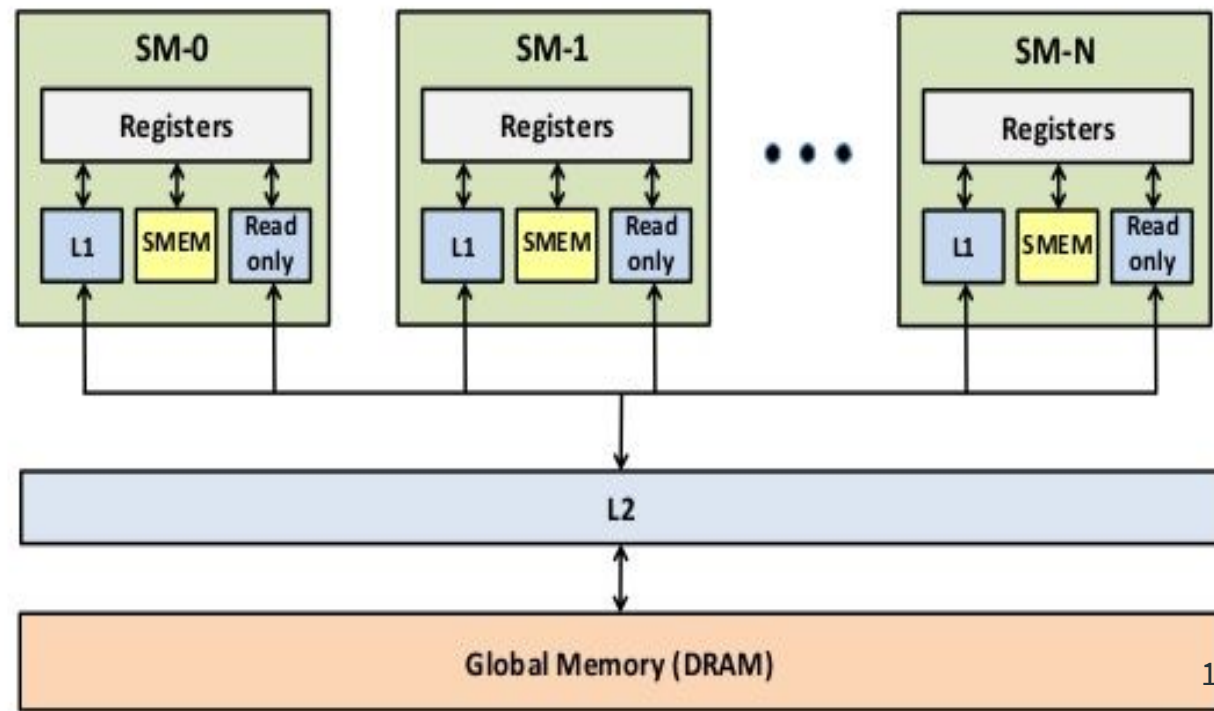 SM-0
SM-1
SM-N
Registers
Registers
Registers
L1
SMEM
Read
only
L1
SMEM
Read
only
L1
SMEM
Read
only
L2
Global Memory (DRAM)
1